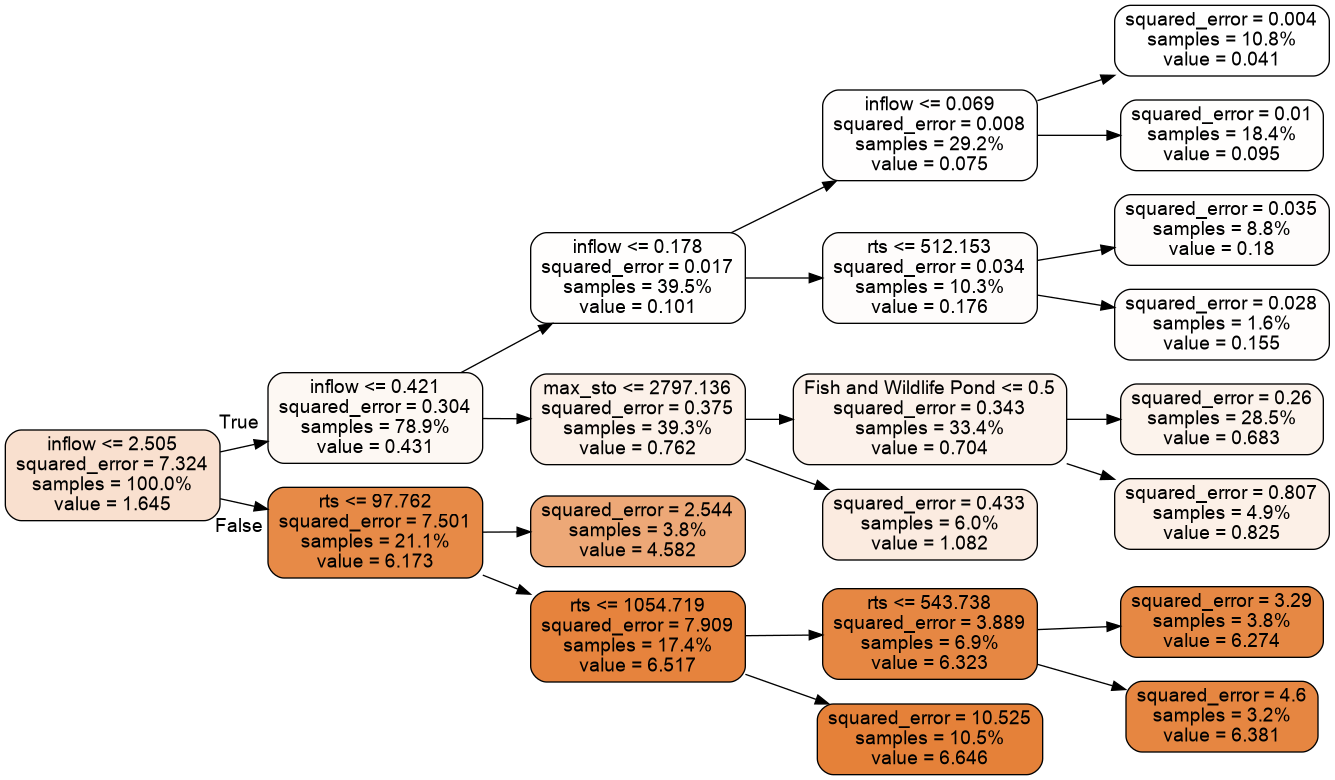 inflow <= 2.505
squared_error = 7.324
samples = 100.0%
value = 1.645
True
False
inflow <= 0.421
squared_error = 0.304
samples = 78.9%
value = 0.431
rts <= 97.762
squared_error = 7.501
samples = 21.1%
value = 6.173
inflow <= 0.178
squared_error = 0.017
samples = 39.5%
value = 0.101
max_sto <= 2797.136
squared_error = 0.375
samples = 39.3%
value = 0.762
squared_error = 2.544
samples = 3.8%
value = 4.582
rts <= 1054.719
squared_error = 7.909
samples = 17.4%
value = 6.517
inflow <= 0.069
squared_error = 0.008
samples = 29.2%
value = 0.075
rts <= 512.153
squared_error = 0.034
samples = 10.3%
value = 0.176
Fish and Wildlife Pond <= 0.5
squared_error = 0.343
samples = 33.4%
value = 0.704
squared_error = 0.433
samples = 6.0%
value = 1.082
rts <= 543.738
squared_error = 3.889
samples = 6.9%
value = 6.323
squared_error = 10.525
samples = 10.5%
value = 6.646
squared_error = 0.004
samples = 10.8%
value = 0.041
squared_error = 0.01
samples = 18.4%
value = 0.095
squared_error = 0.035
samples = 8.8%
value = 0.18
squared_error = 0.028
samples = 1.6%
value = 0.155
squared_error = 0.26
samples = 28.5%
value = 0.683
squared_error = 0.807
samples = 4.9%
value = 0.825
squared_error = 3.29
samples = 3.8%
value = 6.274
squared_error = 4.6
samples = 3.2%
value = 6.381